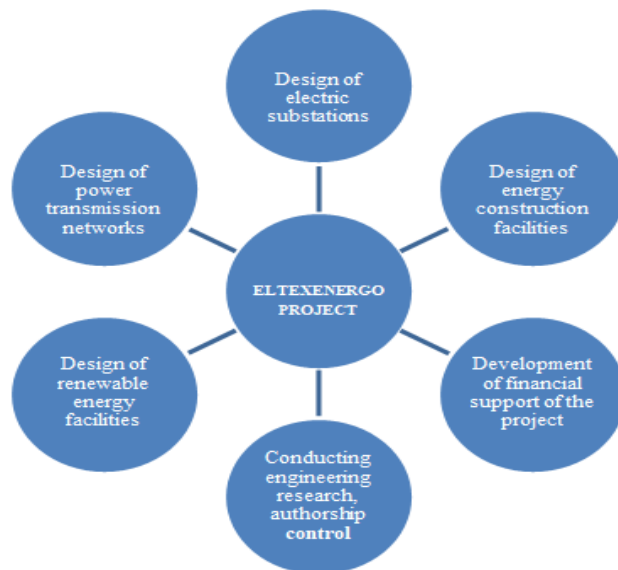 Design of
electric
substations
Design of
power
transmission
networks
Design of
energy
construction
facilities
ELTEXENERGO
PROJECT
Design of
renewable
energy
facilities
Development
of financial
support of the
project
Conducting
engineering
research,
authorship
control